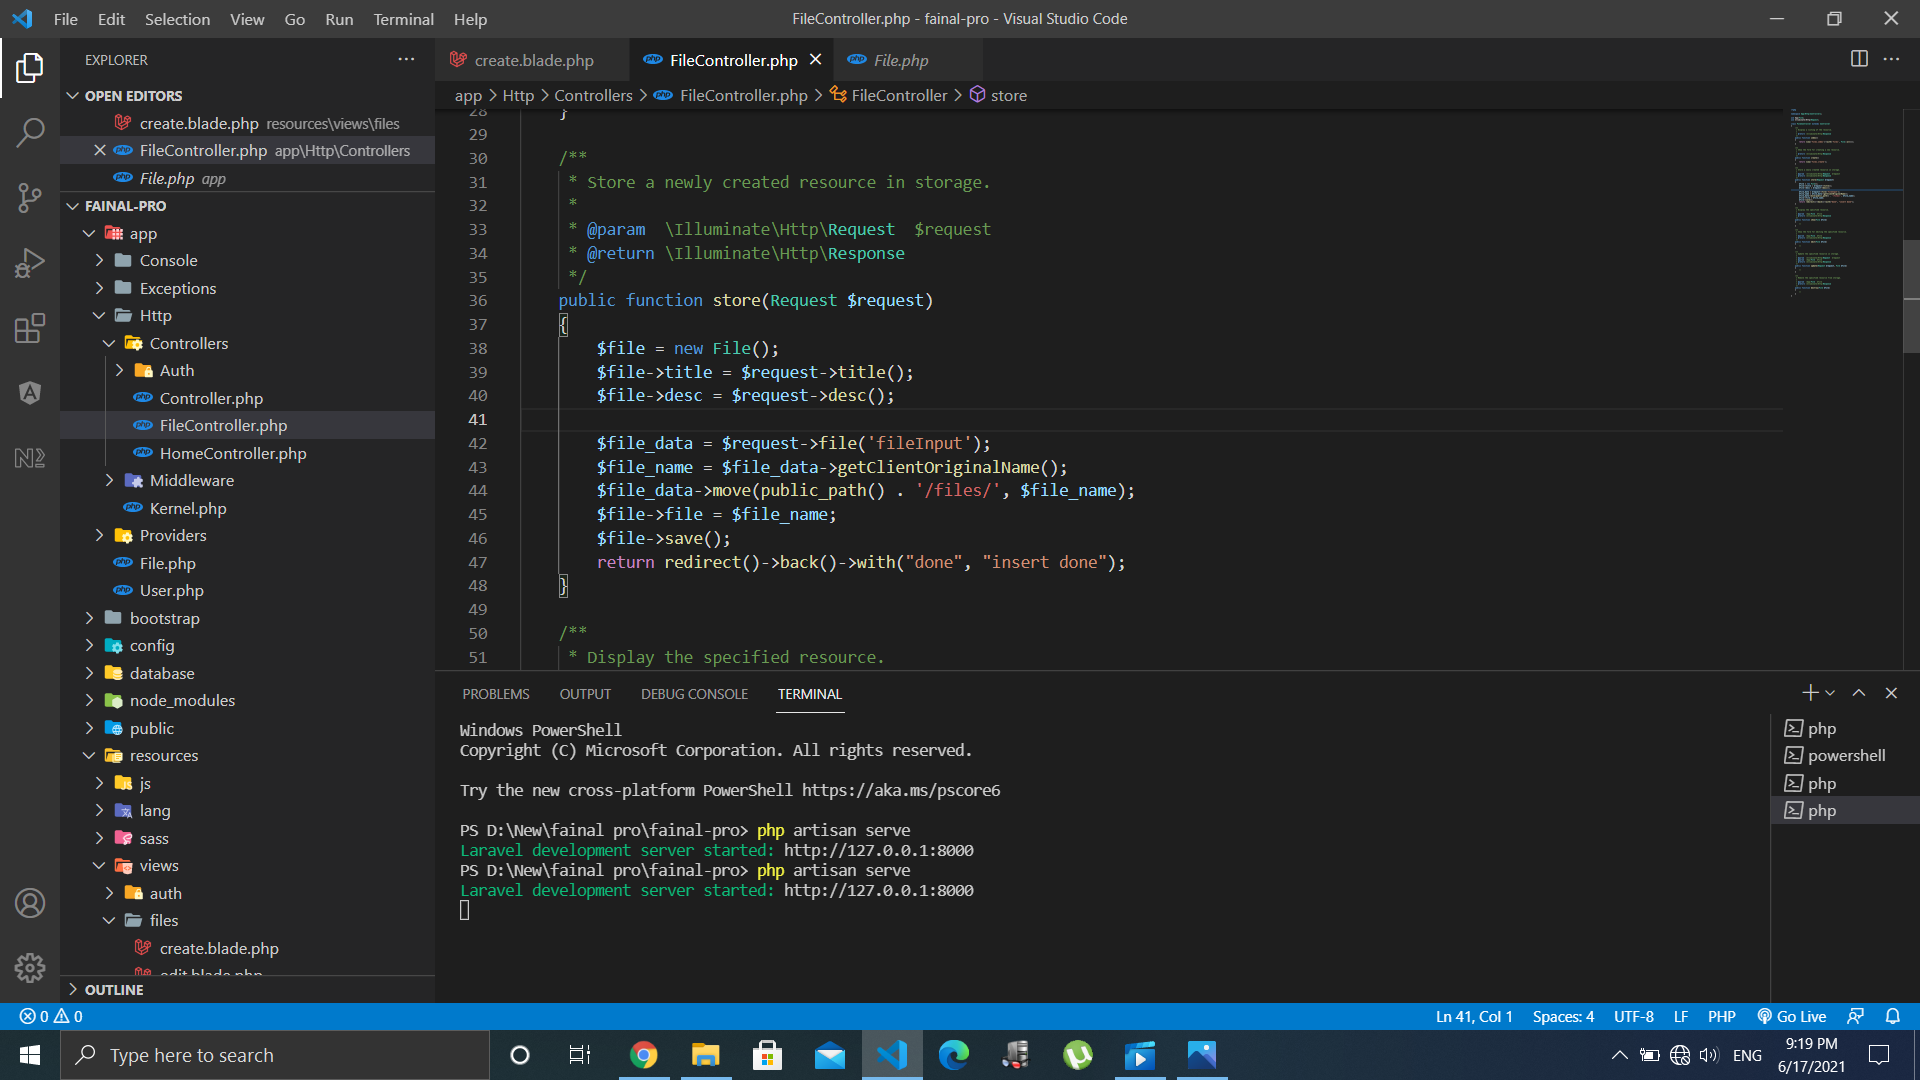 File Edit Selection View Go Run Terminal Help
FileController.php - fainal-pro - Visual Studio Code
EXPLORER
OPEN EDITORS
create.blade.php resources\views\files
FileController.php app\Http\Controllers
File.php app
FAINAL-PRO
app
Console
Exceptions
Http
Controllers
Auth
Controller.php
FileController.php
HomeController.php
Middleware
Kernel.php
Providers
File.php
User.php
bootstrap
config
database
node_modules
public
resources
js
lang
sass
views
auth
files
create.blade.php
edit.blade.php
OUTLINE
create.blade.php
FileController.php
File.php
app > Http > Controllers > FileController.php > FileController > store
28 }
29
30 /**
31 * Store a newly created resource in storage.
32 *
33 * @param  \Illuminate\Http\Request  $request
34 * @return \Illuminate\Http\Response
35 */
36 public function store(Request $request)
37 {
38 $file = new File();
39 $file->title = $request->title();
40 $file->desc = $request->desc();
41
42 $file_data = $request->file('fileInput');
43 $file_name = $file_data->getClientOriginalName();
44 $file_data->move(public_path() . '/files/', $file_name);
45 $file->file = $file_name;
46 $file->save();
47 return redirect()->back()->with("done", "insert done");
48 }
49
50 /**
51 * Display the specified resource.
PROBLEMS OUTPUT DEBUG CONSOLE TERMINAL
Windows PowerShell
Copyright (C) Microsoft Corporation. All rights reserved.
Try the new cross-platform PowerShell https://aka.ms/pscore6
PS D:\New\fainal pro\fainal-pro> php artisan serve
Laravel development server started: http://127.0.0.1:8000
PS D:\New\fainal pro\fainal-pro> php artisan serve
Laravel development server started: http://127.0.0.1:8000
php
powershell
php
php
0 0
Ln 41, Col 1 Spaces: 4 UTF-8 LF PHP Go Live
Type here to search
ENG
9:19 PM
6/17/2021